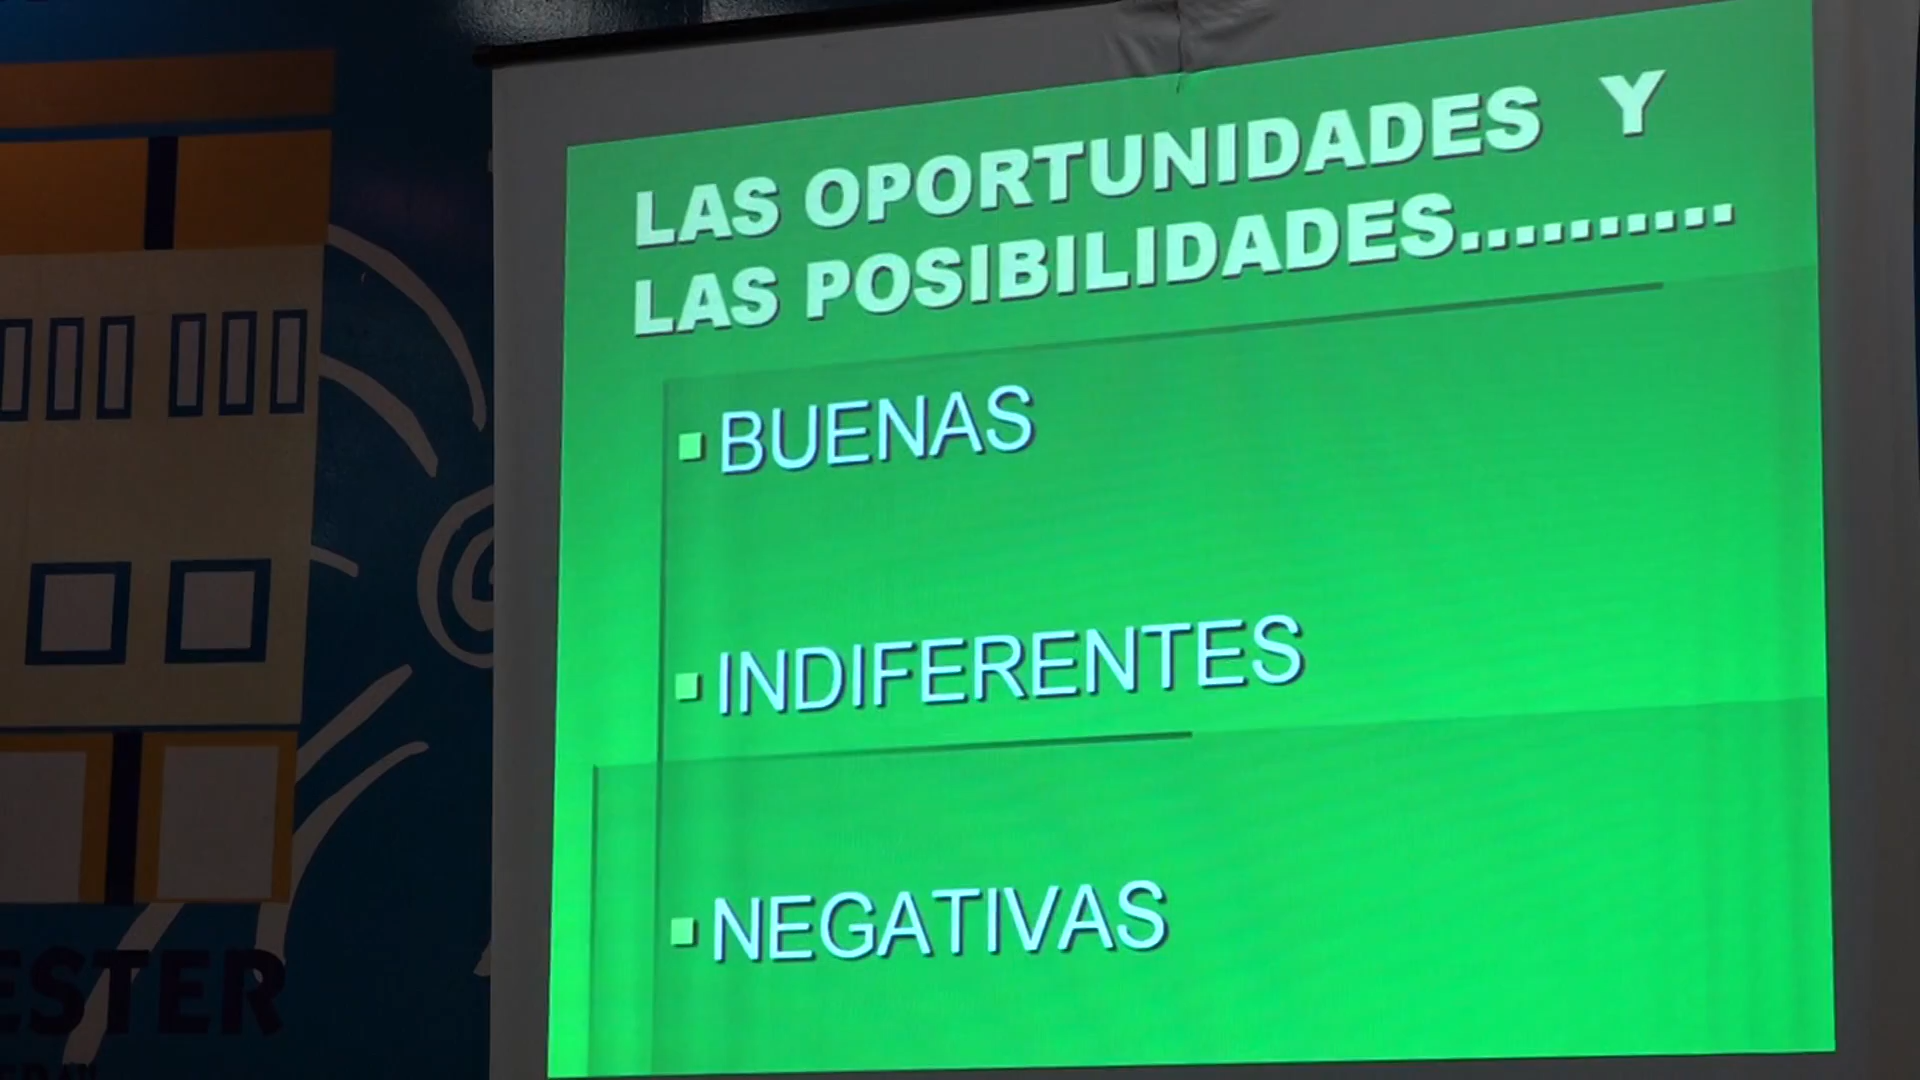 LAS OPORTUNIDADES Y
LAS POSIBILIDADES..........
BUENAS
INDIFERENTES
NEGATIVAS
ESTER